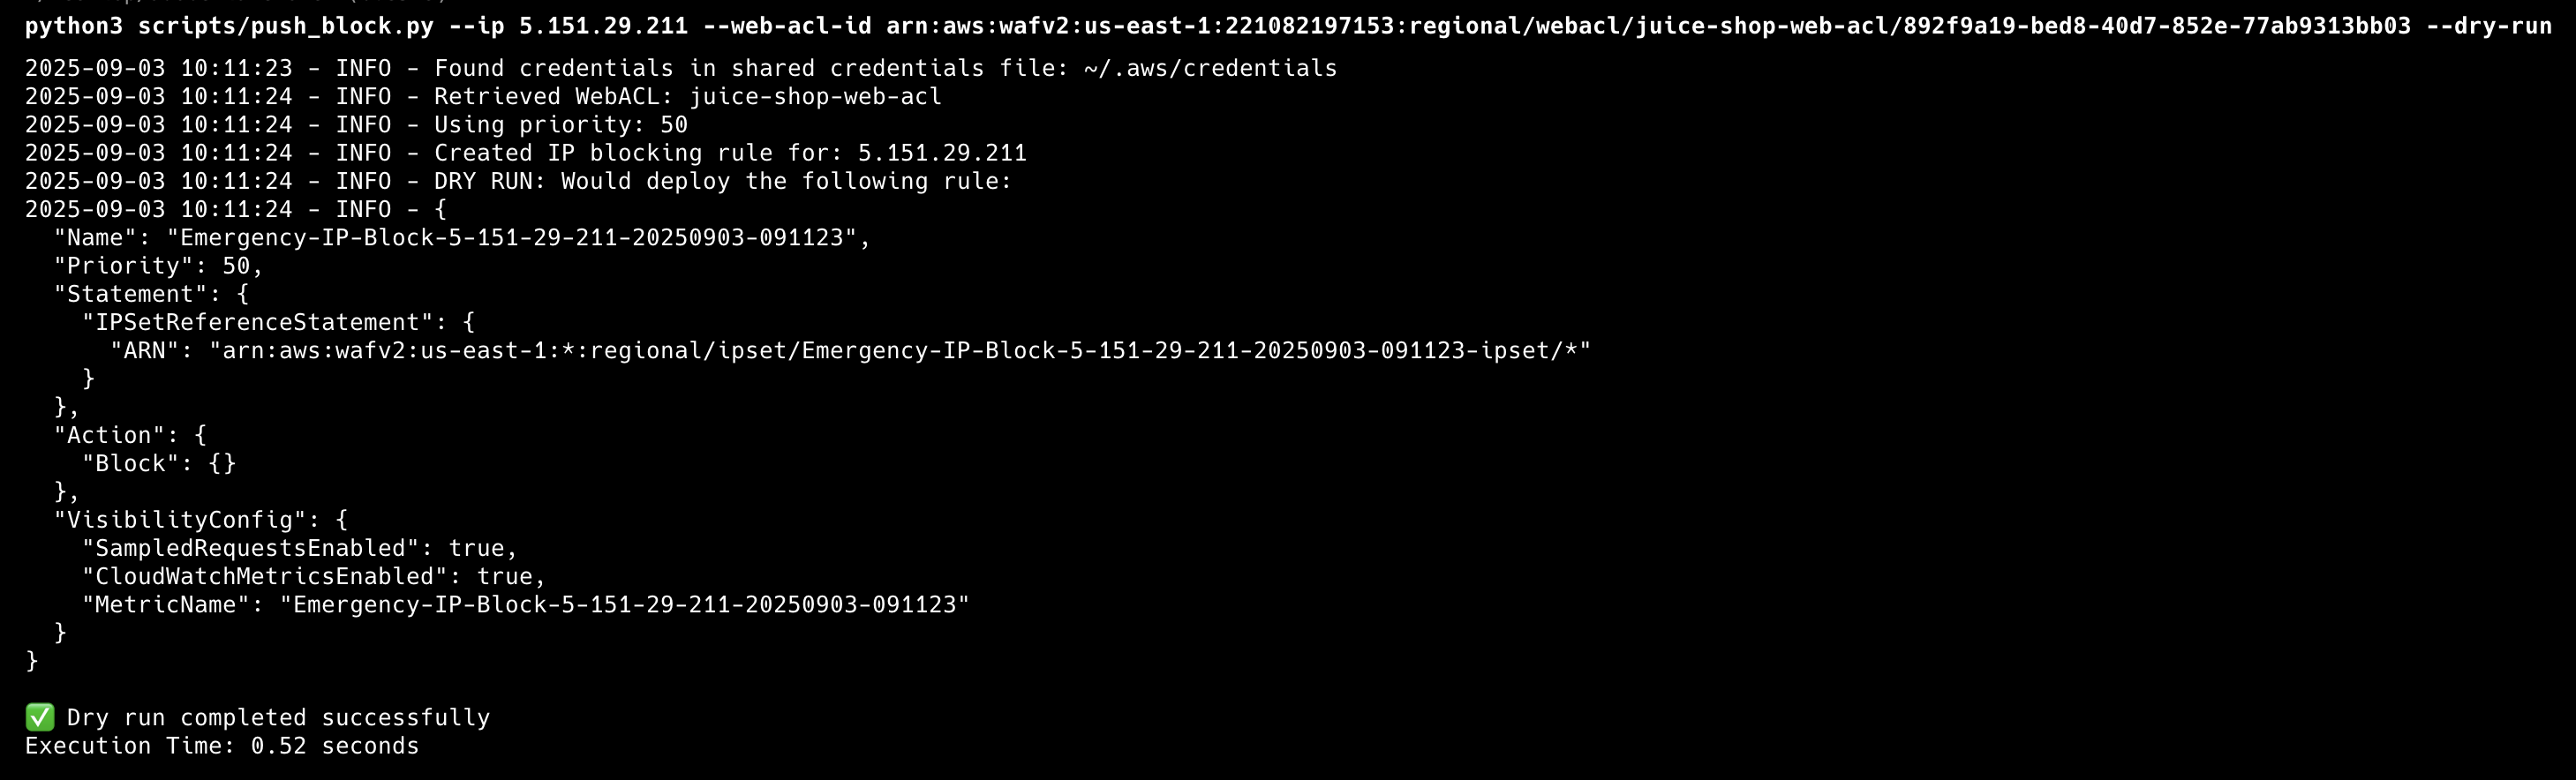 python3 scripts/push_block.py --ip 5.151.29.211 --web-acl-id arn:aws:wafv2:us-east-1:221082197153:regional/webacl/juice-shop-web-acl/892f9a19-bed8-40d7-852e-77ab9313bb03 --dry-run
2025-09-03 10:11:23 - INFO - Found credentials in shared credentials file: ~/.aws/credentials
2025-09-03 10:11:24 - INFO - Retrieved WebACL: juice-shop-web-acl
2025-09-03 10:11:24 - INFO - Using priority: 50
2025-09-03 10:11:24 - INFO - Created IP blocking rule for: 5.151.29.211
2025-09-03 10:11:24 - INFO - DRY RUN: Would deploy the following rule:
2025-09-03 10:11:24 - INFO - {
  "Name": "Emergency-IP-Block-5-151-29-211-20250903-091123",
  "Priority": 50,
  "Statement": {
    "IPSetReferenceStatement": {
      "ARN": "arn:aws:wafv2:us-east-1:*:regional/ipset/Emergency-IP-Block-5-151-29-211-20250903-091123-ipset/*"
    }
  },
  "Action": {
    "Block": {}
  },
  "VisibilityConfig": {
    "SampledRequestsEnabled": true,
    "CloudWatchMetricsEnabled": true,
    "MetricName": "Emergency-IP-Block-5-151-29-211-20250903-091123"
  }
}
✅ Dry run completed successfully
Execution Time: 0.52 seconds